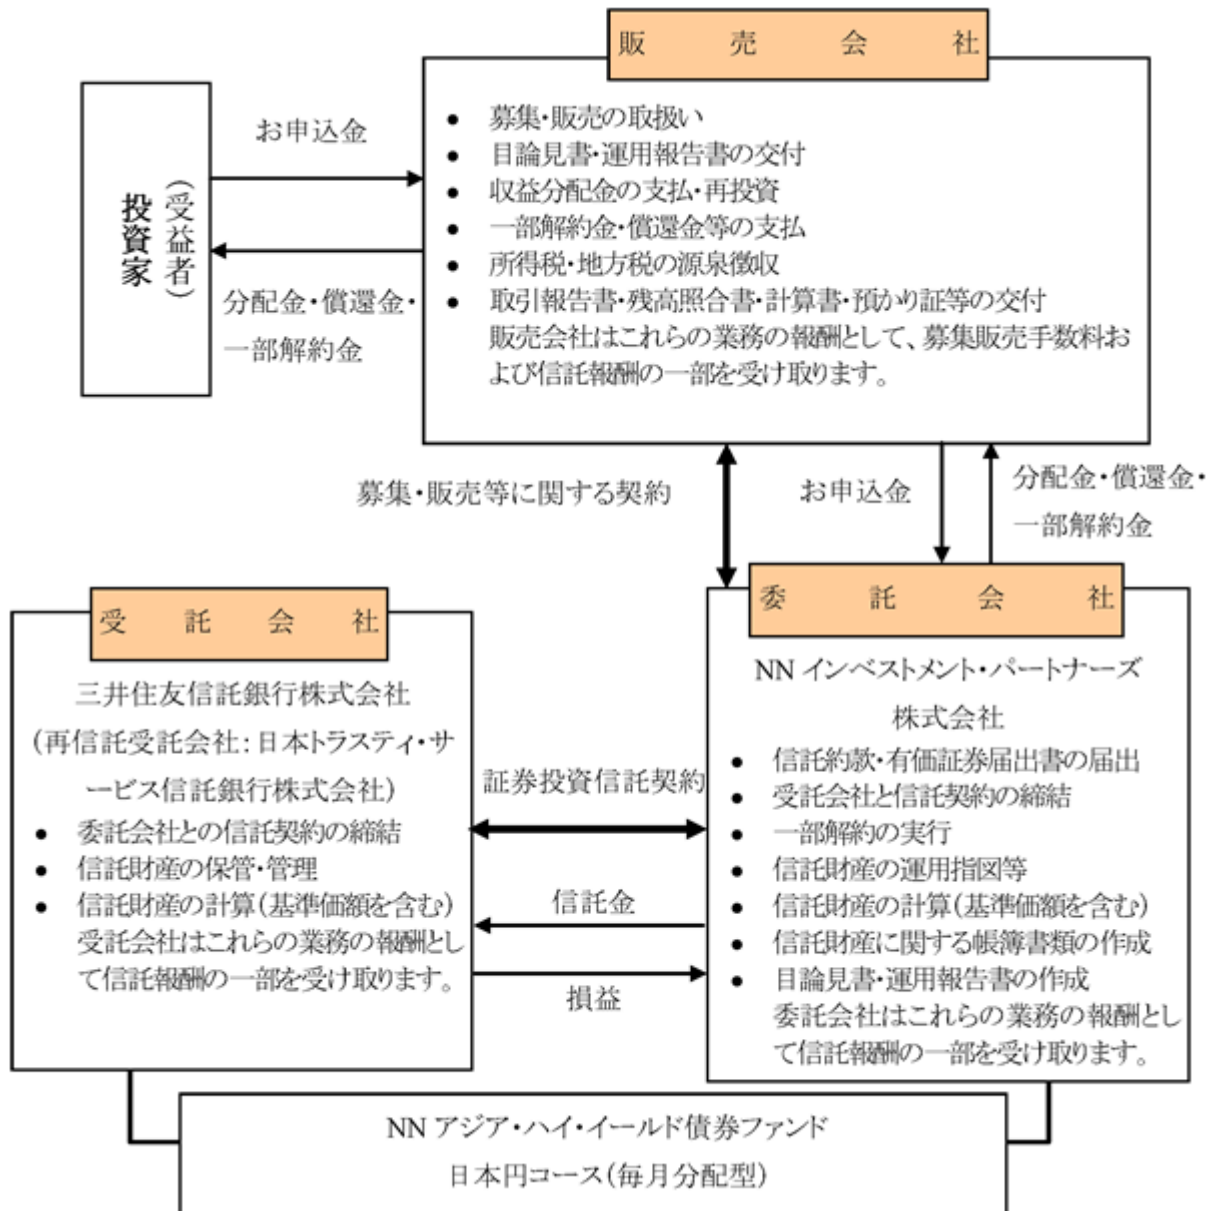 販売会社
● 募集・販売の取扱い
● 目論見書・運用報告書の交付
● 収益分配金の支払・再投資
● 一部解約金・償還金等の支払
● 所得税・地方税の源泉徴収
● 取引報告書・残高照合書・計算書・預かり証等の交付
販売会社はこれらの業務の報酬として、募集販売手数料お
よび信託報酬の一部を受け取ります。
お申込金
投資家
(受益者)
分配金・償還金・
一部解約金
募集・販売等に関する契約
お申込金
分配金・償還金・
一部解約金
受託会社
三井住友信託銀行株式会社
(再信託受託会社:日本トラスティ・サ
ービス信託銀行株式会社)
● 委託会社との信託契約の締結
● 信託財産の保管・管理
● 信託財産の計算(基準価額を含む)
受託会社はこれらの業務の報酬とし
て信託報酬の一部を受け取ります。
証券投資信託契約
信託金
損益
委託会社
NN インベストメント・パートナーズ
株式会社
● 信託約款・有価証券届出書の届出
● 受託会社と信託契約の締結
● 一部解約の実行
● 信託財産の運用指図等
● 信託財産の計算(基準価額を含む)
● 信託財産に関する帳簿書類の作成
● 目論見書・運用報告書の作成
委託会社はこれらの業務の報酬とし
て信託報酬の一部を受け取ります。
NN アジア・ハイ・イールド債券ファンド
日本円コース(毎月分配型)